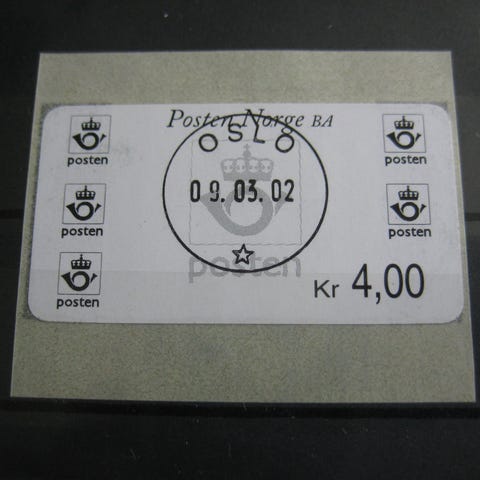 Posten Norge BA
OSLO
09.03.02
posten
posten
posten
posten
posten
posten
Kr 4,00